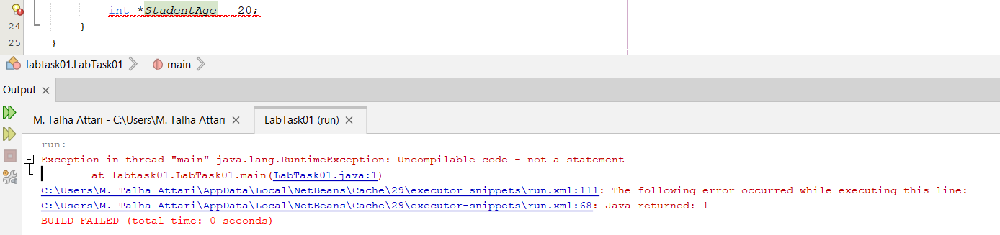 int *StudentAge = 20;
24 }
25 }
labtask01.LabTask01 main
Output
M. Talha Attari - C:\Users\M. Talha Attari LabTask01 (run)
run:
Exception in thread "main" java.lang.RuntimeException: Uncompilable code - not a statement
at labtask01.LabTask01.main(LabTask01.java:1)
C:\Users\M. Talha Attari\AppData\Local\NetBeans\Cache\29\executor-snippets\run.xml:111: The following error occurred while executing this line:
C:\Users\M. Talha Attari\AppData\Local\NetBeans\Cache\29\executor-snippets\run.xml:68: Java returned: 1
BUILD FAILED (total time: 0 seconds)